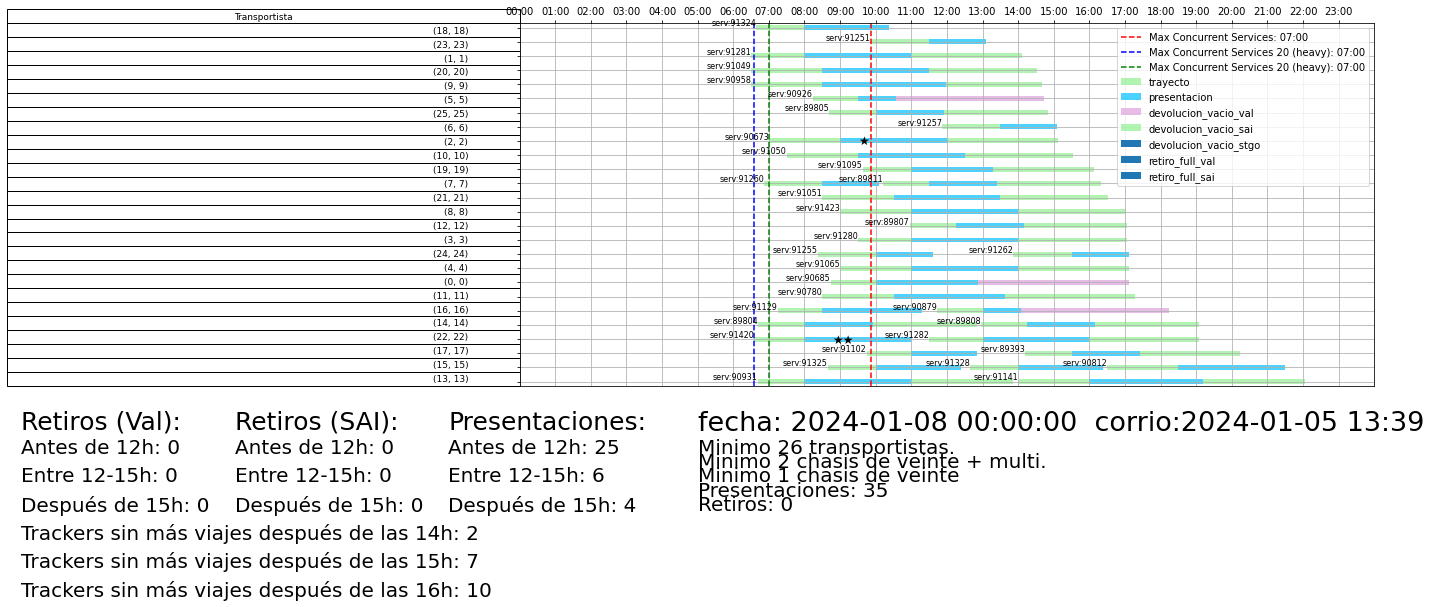 Transportista
00:00 01:00 02:00 03:00 04:00 05:00 06:00 07:00 08:00 09:00 10:00 11:00 12:00 13:00 14:00 15:00 16:00 17:00 18:00 19:00 20:00 21:00 22:00 23:00
serv:91324
(18, 18)
serv:91251
(23, 23)
serv:91281
(1, 1)
serv:91049
(20, 20)
serv:90958
(9, 9)
serv:90926
(5, 5)
serv:89805
(25, 25)
serv:91257
(6, 6)
serv:90673
(2, 2)
serv:91050
(10, 10)
serv:91095
(19, 19)
serv:91260 serv:89811
(7, 7)
serv:91051
(21, 21)
serv:91423
(8, 8)
serv:89807
(12, 12)
serv:91280
(3, 3)
serv:91255 serv:91262
(24, 24)
serv:91065
(4, 4)
serv:90685
(0, 0)
serv:90780
(11, 11)
serv:91129 serv:90879
(16, 16)
serv:89804 serv:89808
(14, 14)
serv:91420 serv:91282
(22, 22)
serv:91102 serv:89393
(17, 17)
serv:91325 serv:91328 serv:90812
(15, 15)
serv:90931 serv:91141
(13, 13)
Max Concurrent Services: 07:00
Max Concurrent Services 20 (heavy): 07:00
Max Concurrent Services 20 (heavy): 07:00
trayecto
presentacion
devolucion_vacio_val
devolucion_vacio_sai
devolucion_vacio_stgo
retiro_full_val
retiro_full_sai
Retiros (Val):
Antes de 12h: 0
Entre 12-15h: 0
Después de 15h: 0
Retiros (SAI):
Antes de 12h: 0
Entre 12-15h: 0
Después de 15h: 0
Presentaciones:
Antes de 12h: 25
Entre 12-15h: 6
Después de 15h: 4
Trackers sin más viajes después de las 14h: 2
Trackers sin más viajes después de las 15h: 7
Trackers sin más viajes después de las 16h: 10
fecha: 2024-01-08 00:00:00 corrio:2024-01-05 13:39
Minimo 26 transportistas.
Minimo 2 chasis de veinte + multi.
Minimo 1 chasis de veinte
Presentaciones: 35
Retiros: 0